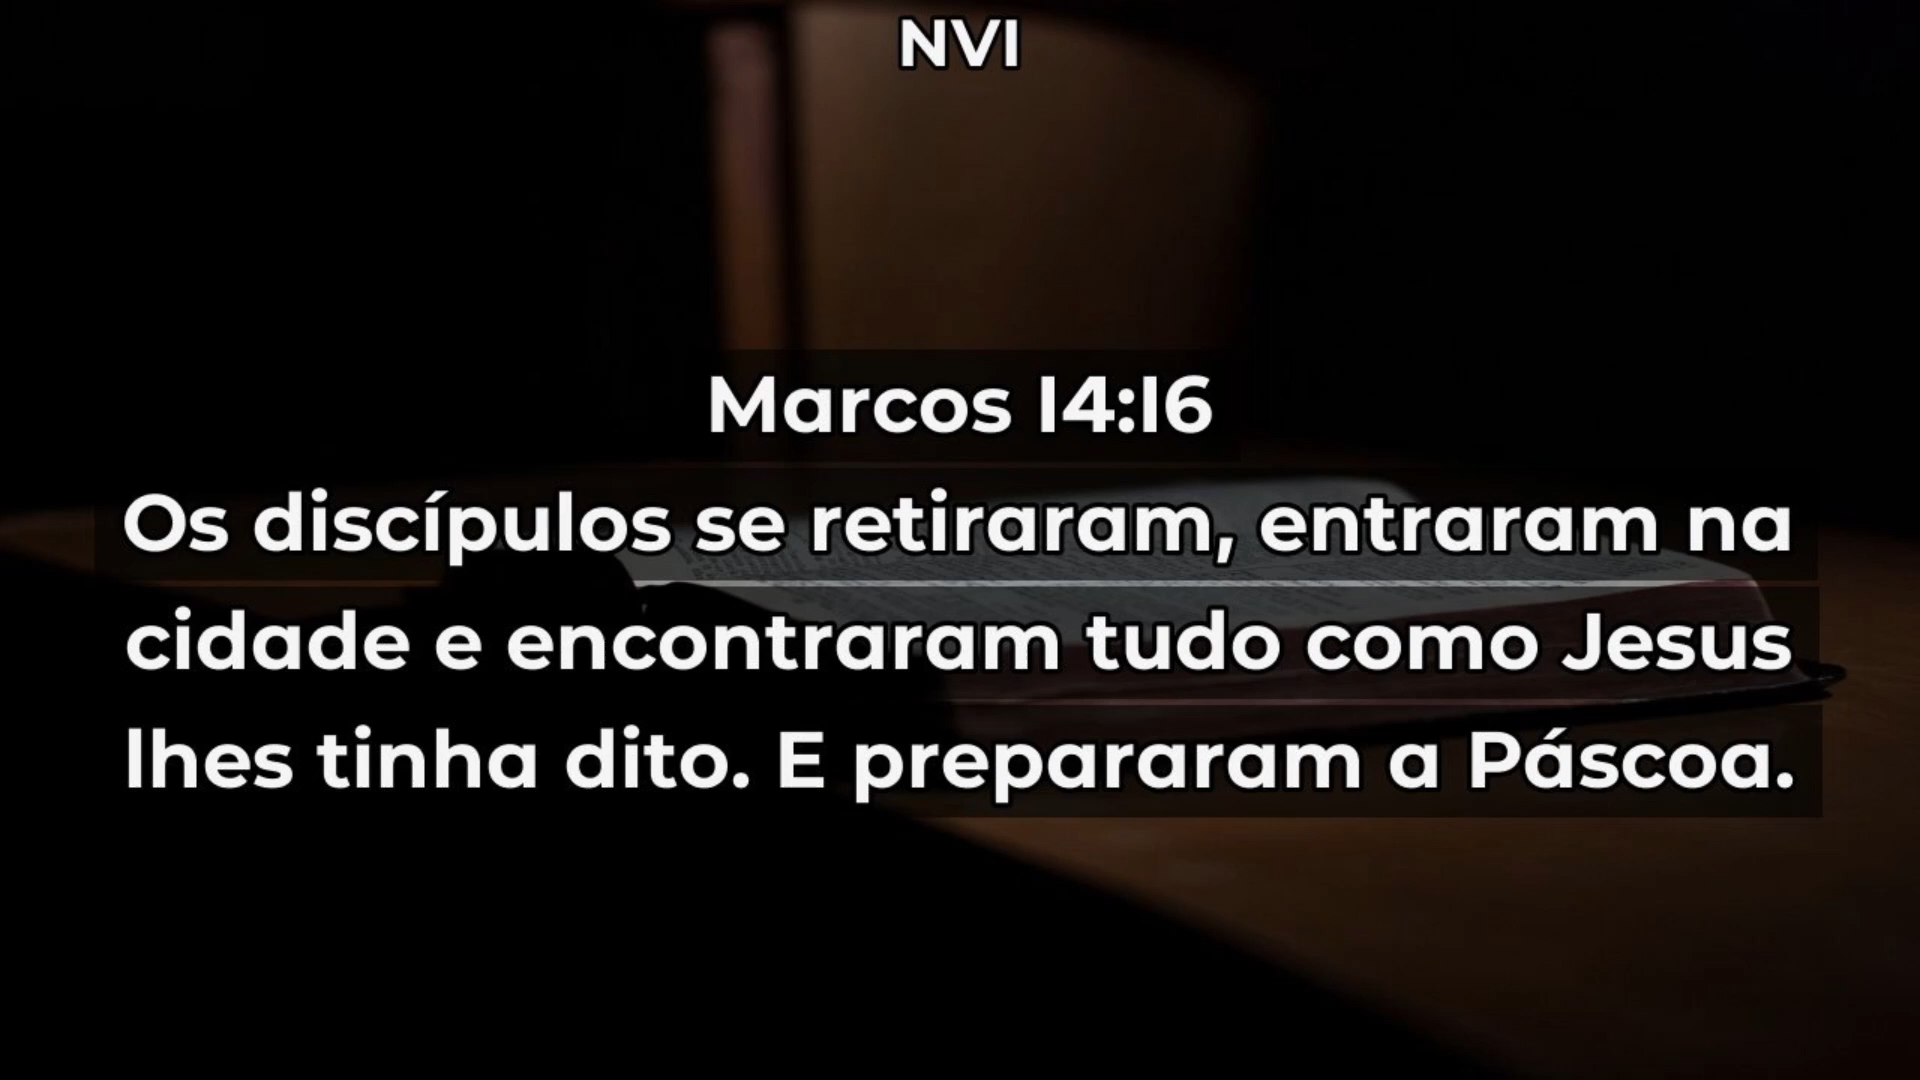 NVI
Marcos 14:16
Os discípulos se retiraram, entraram na
cidade e encontraram tudo como Jesus
lhes tinha dito. E prepararam a Páscoa.